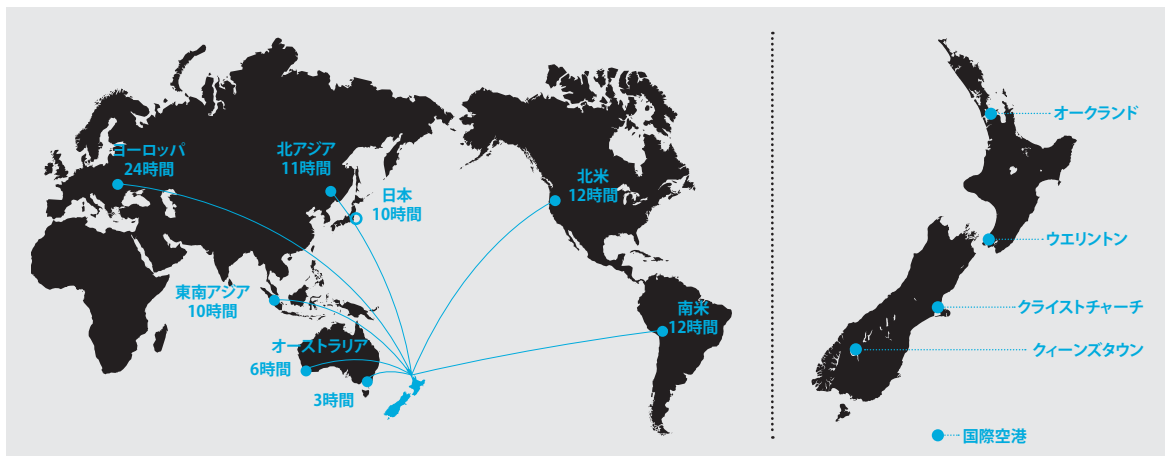 ヨーロッパ
24時間
北アジア
11時間
日本
10時間
北米
12時間
東南アジア
10時間
南米
12時間
オーストラリア
6時間
3時間
オークランド
ウエリントン
クライストチャーチ
クィーンズタウン
国際空港